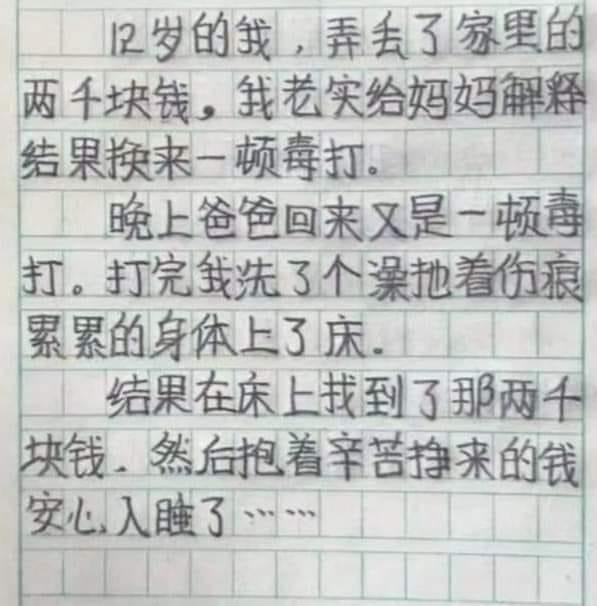 12岁的我，弄丢了家里的
两千块钱。我老实给妈妈解释
结果换来一顿毒打。
晚上爸爸回来又是一顿毒
打。打完我洗了个澡拖着伤痕
累累的身体上了床.
结果在床上找到了那两千
块钱.然后抱着辛苦挣来的钱
安心入睡了……